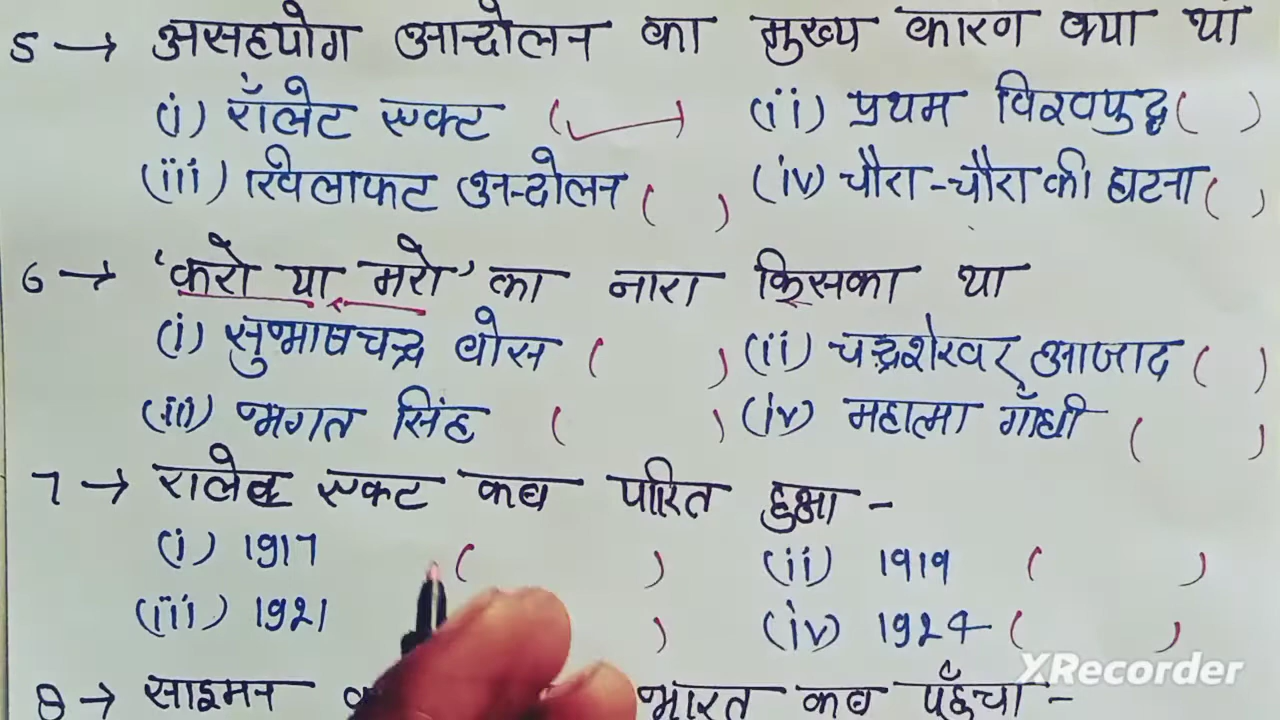 5 → असहयोग आन्दोलन का मुख्य कारण क्या था
(i) रॉलेट एक्ट ( ✓ ) (ii) प्रथम विश्वयुद्ध ( )
(iii) खिलाफट अन्दोलन ( ) (iv) चौरा-चौरा की घटना ( )
6 → 'करो या मरो' का नारा किसका था
(i) सुभाषचन्द्र बोस ( ) (ii) चन्द्रशेखर आजाद ( )
(iii) भगत सिंह ( ) (iv) महात्मा गाँधी ( )
7 → रालेट एक्ट कब पारित हुआ -
(i) 1917 ( ) (ii) 1919 ( )
(iii) 1921 ) (iv) 1924 ( )
8 → साइमन भारत कब पहुँचा -
XRecorder